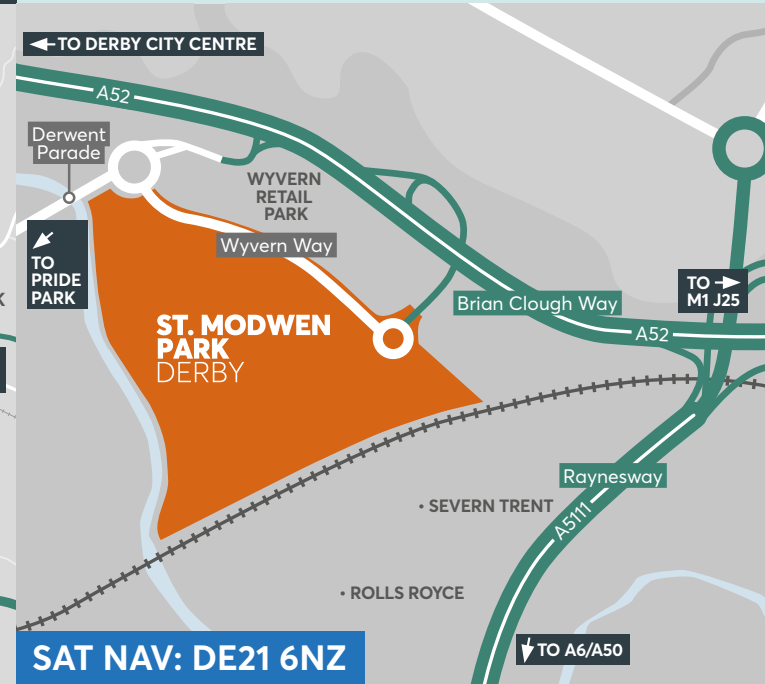 TO DERBY CITY CENTRE
A52
Derwent
Parade
WYVERN
RETAIL
PARK
Wyvern Way
TO
PRIDE
PARK
TO
M1 J25
Brian Clough Way
A52
ST. MODWEN
PARK
DERBY
Raynesway
• SEVERN TRENT
A5111
• ROLLS ROYCE
TO A6/A50
SAT NAV: DE21 6NZ